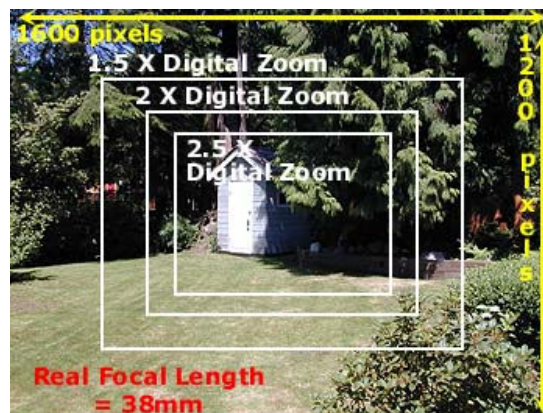 1600 pixels
1200 pixels
1.5 X Digital Zoom
2 X Digital Zoom
2.5 X
Digital Zoom
Real Focal Length
= 38mm